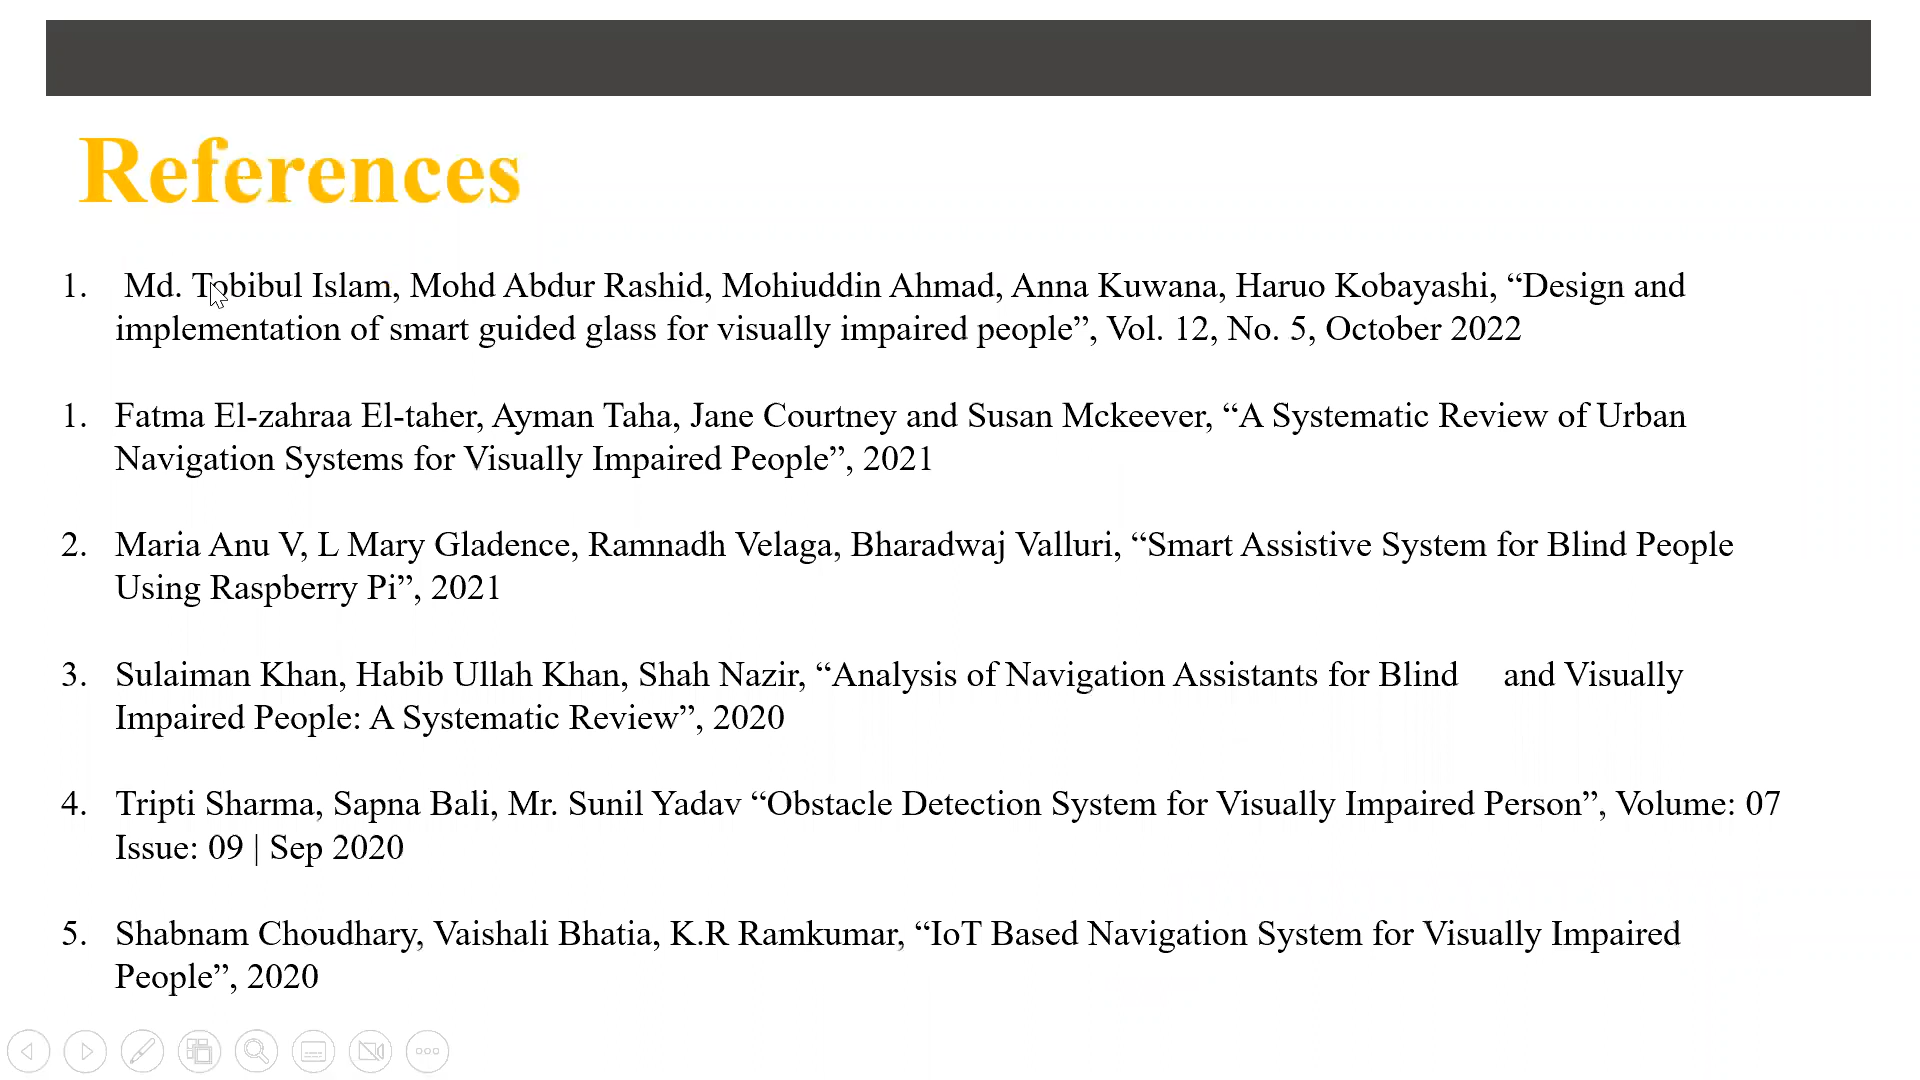 References
1. Md. Tobibul Islam, Mohd Abdur Rashid, Mohiuddin Ahmad, Anna Kuwana, Haruo Kobayashi, “Design and
implementation of smart guided glass for visually impaired people”, Vol. 12, No. 5, October 2022
1. Fatma El-zahraa El-taher, Ayman Taha, Jane Courtney and Susan Mckeever, “A Systematic Review of Urban
Navigation Systems for Visually Impaired People”, 2021
2. Maria Anu V, L Mary Gladence, Ramnadh Velaga, Bharadwaj Valluri, “Smart Assistive System for Blind People
Using Raspberry Pi”, 2021
3. Sulaiman Khan, Habib Ullah Khan, Shah Nazir, “Analysis of Navigation Assistants for Blind and Visually
Impaired People: A Systematic Review”, 2020
4. Tripti Sharma, Sapna Bali, Mr. Sunil Yadav “Obstacle Detection System for Visually Impaired Person”, Volume: 07
Issue: 09 | Sep 2020
5. Shabnam Choudhary, Vaishali Bhatia, K.R Ramkumar, “IoT Based Navigation System for Visually Impaired
People”, 2020